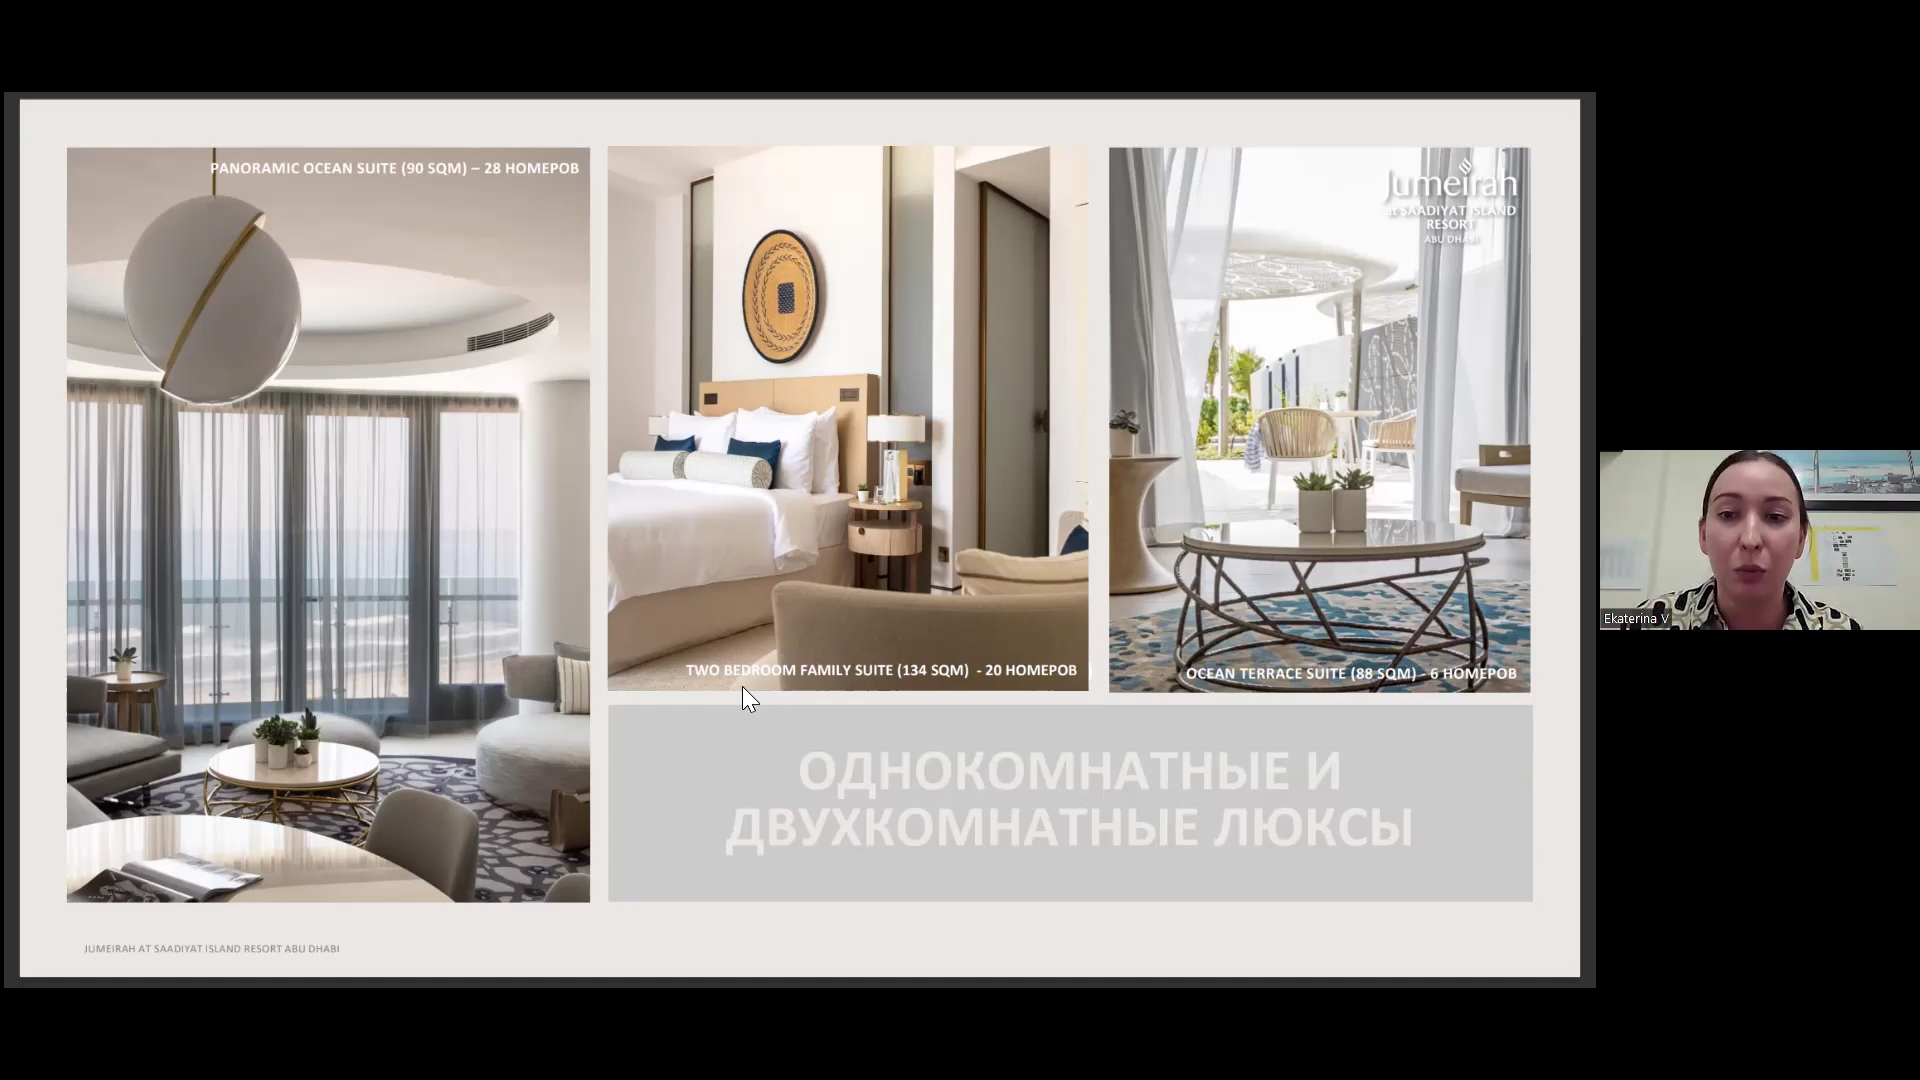 PANORAMIC OCEAN SUITE (90 SQM) – 28 НОМЕРОВ
Jumeirah
at SAADIYAT ISLAND
RESORT
ABU DHABI
TWO BEDROOM FAMILY SUITE (134 SQM) - 20 НОМЕРОВ
OCEAN TERRACE SUITE (88 SQM) - 6 НОМЕРОВ
ОДНОКОМНАТНЫЕ И
ДВУХКОМНАТНЫЕ ЛЮКСЫ
JUMEIRAH AT SAADIYAT ISLAND RESORT ABU DHABI
Ekaterina V